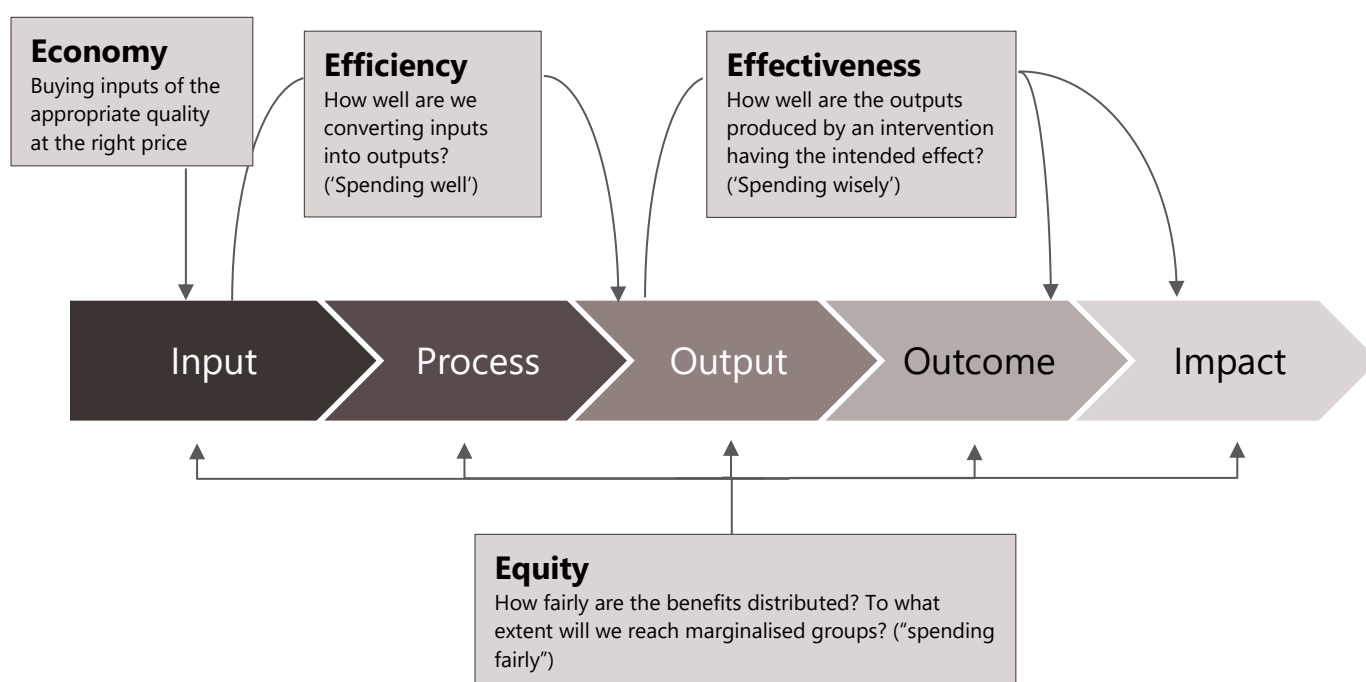 Economy
Buying inputs of the
appropriate quality
at the right price
Efficiency
How well are we
converting inputs
into outputs?
(‘Spending well’)
Effectiveness
How well are the outputs
produced by an intervention
having the intended effect?
(‘Spending wisely’)
Input
Process
Output
Outcome
Impact
Equity
How fairly are the benefits distributed? To what
extent will we reach marginalised groups? (“spending
fairly”)